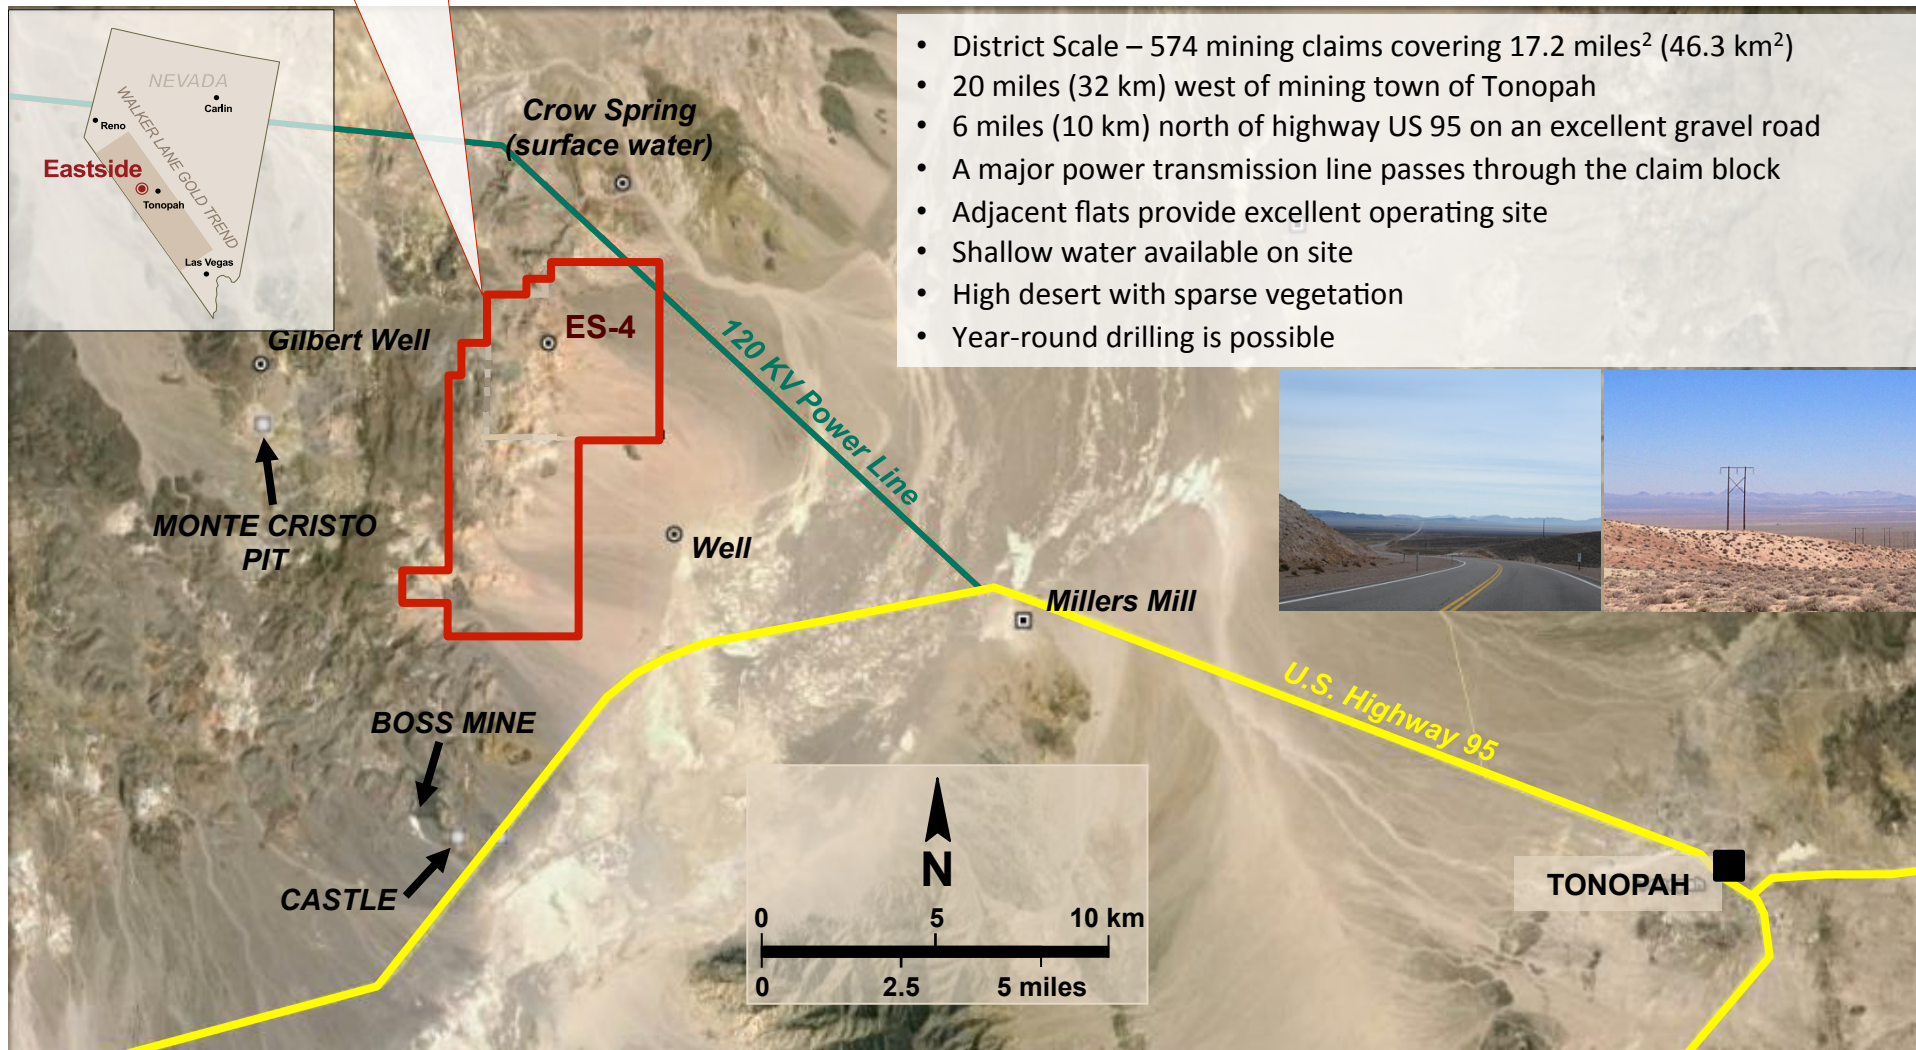 NEVADA
Carlin
WALKER LANE GOLD TREND
Reno
Eastside
Tonopah
Las Vegas
• District Scale – 574 mining claims covering 17.2 miles² (46.3 km²)
• 20 miles (32 km) west of mining town of Tonopah
• 6 miles (10 km) north of highway US 95 on an excellent gravel road
• A major power transmission line passes through the claim block
• Adjacent flats provide excellent operating site
• Shallow water available on site
• High desert with sparse vegetation
• Year-round drilling is possible
Crow Spring
(surface water)
Gilbert Well
ES-4
120 KV Power Line
MONTE CRISTO
PIT
Well
Millers Mill
U.S. Highway 95
BOSS MINE
CASTLE
TONOPAH
N
0 5 10 km
0 2.5 5 miles